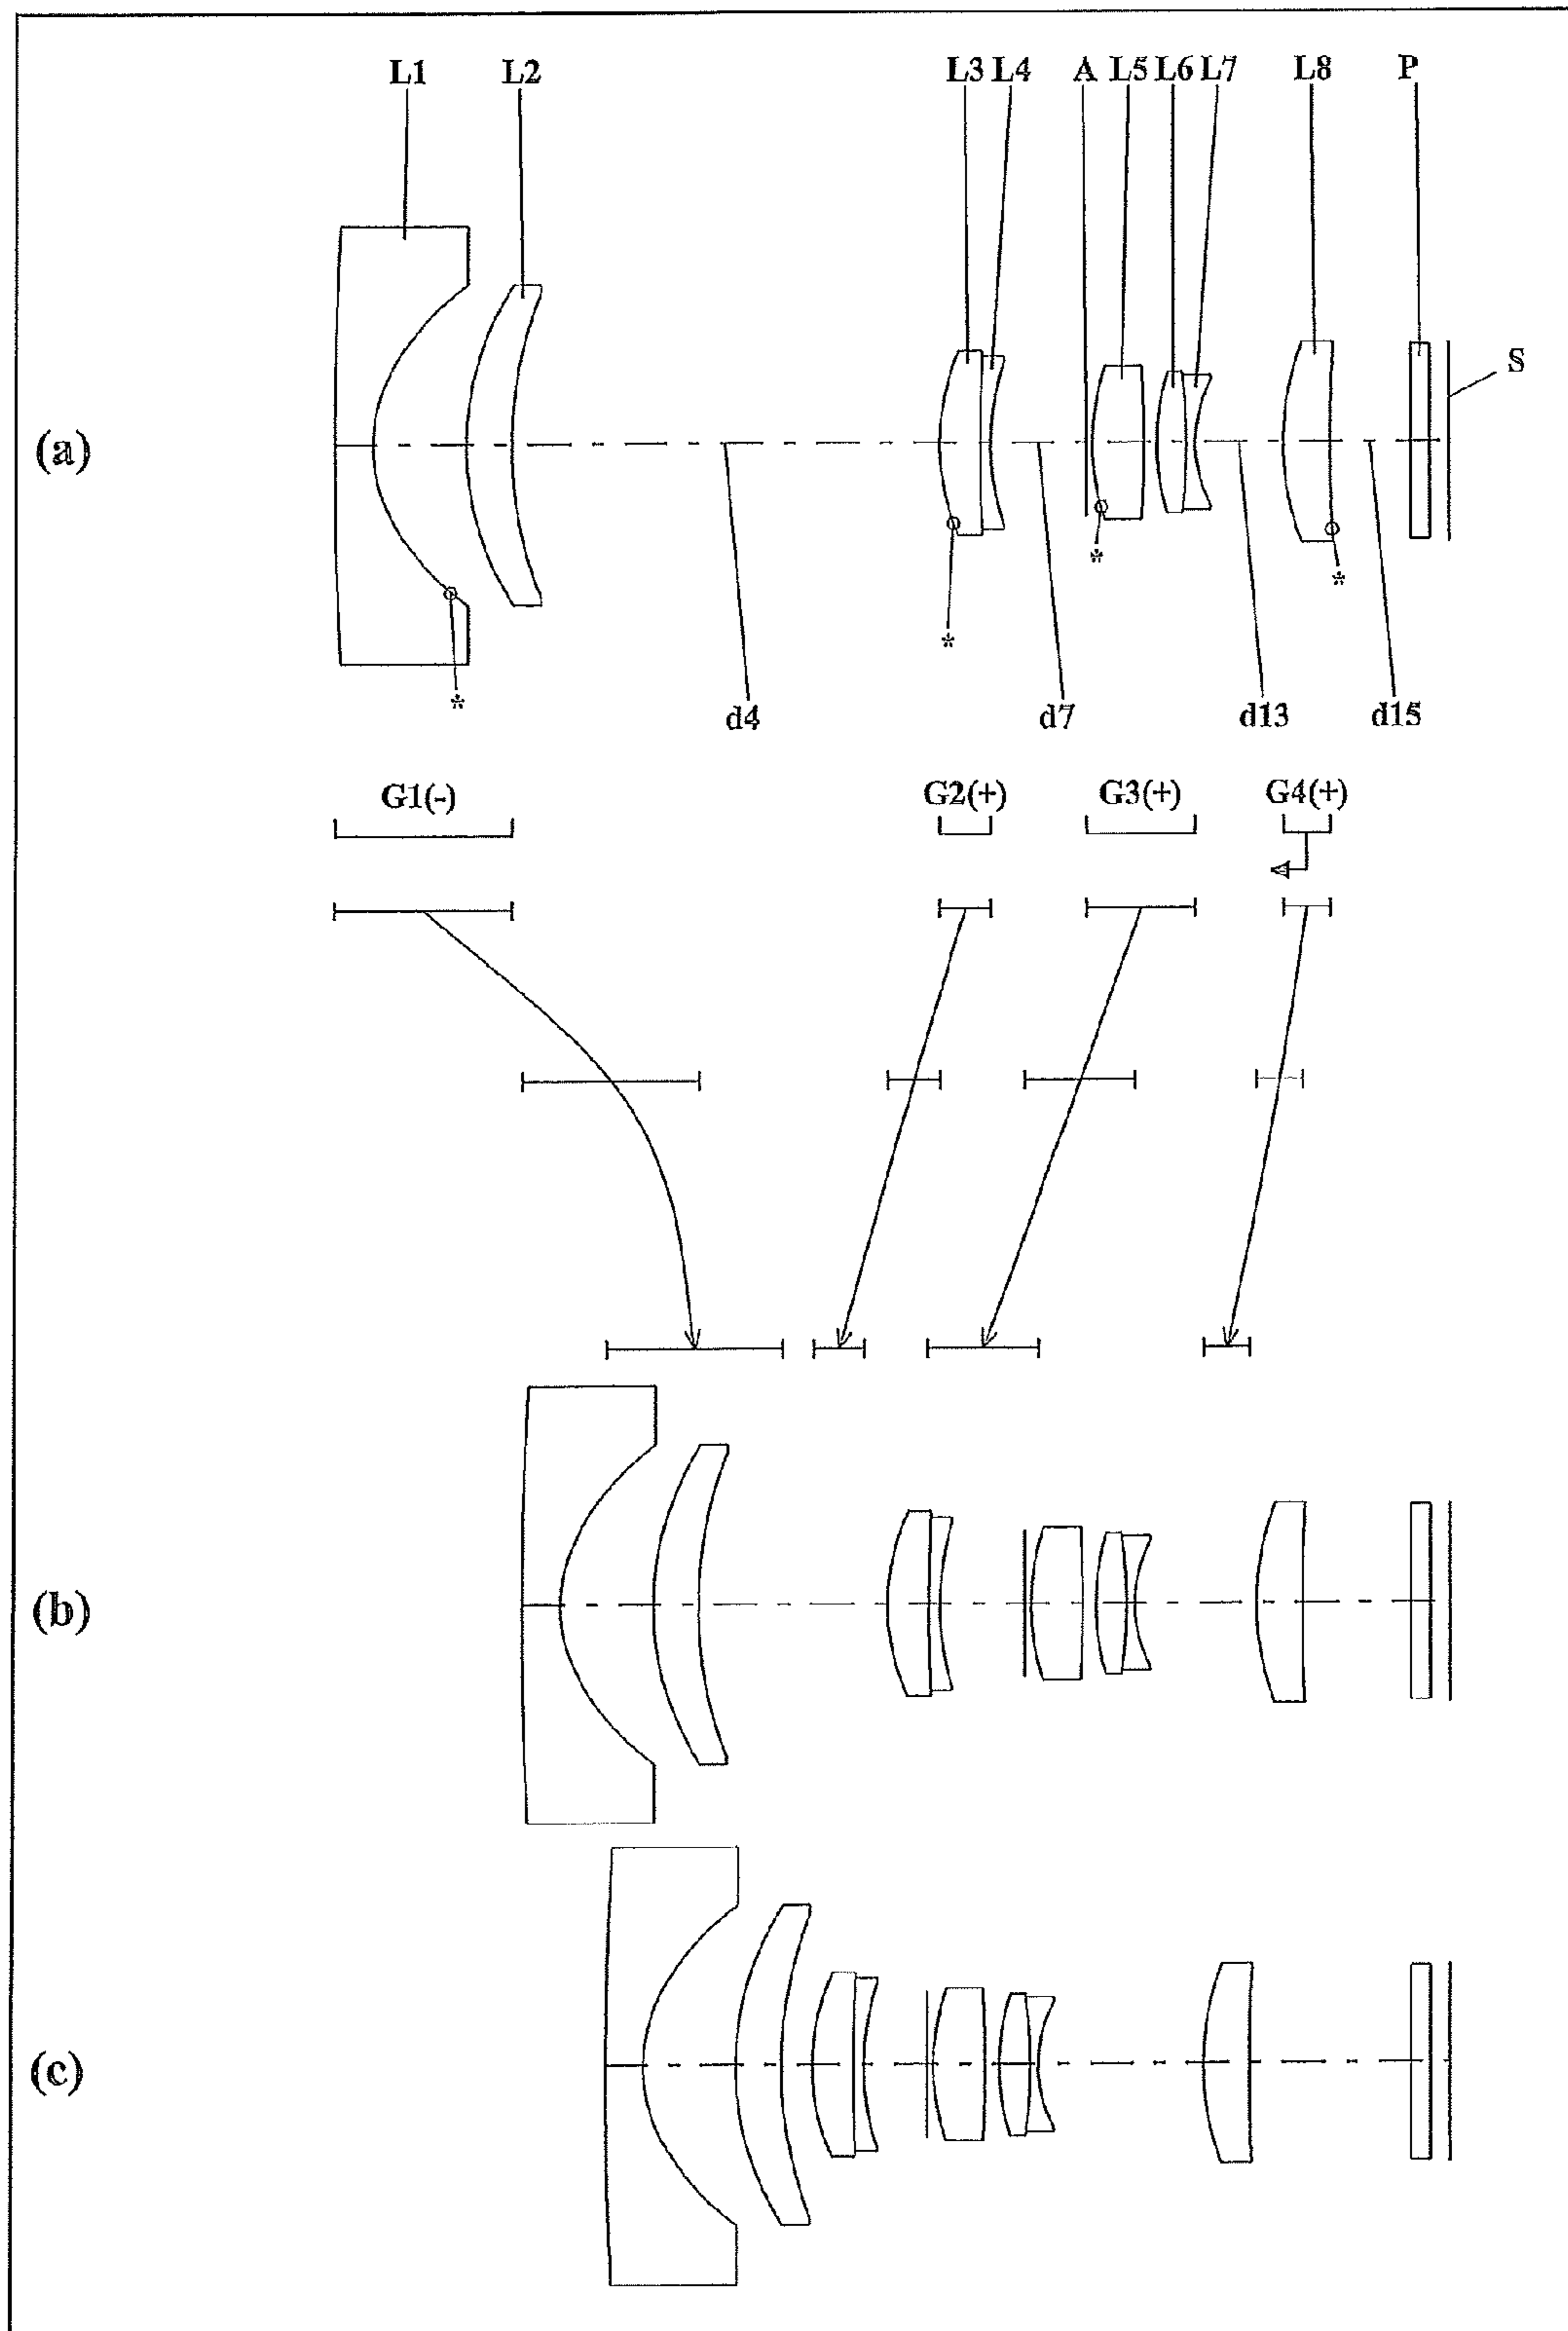 L1 L2 L3 L4 A L5 L6 L7 L8 P
S
(a)
* * * *
d4 d7 d13 d15
G1(-) G2(+) G3(+) G4(+)
(b)
(c)